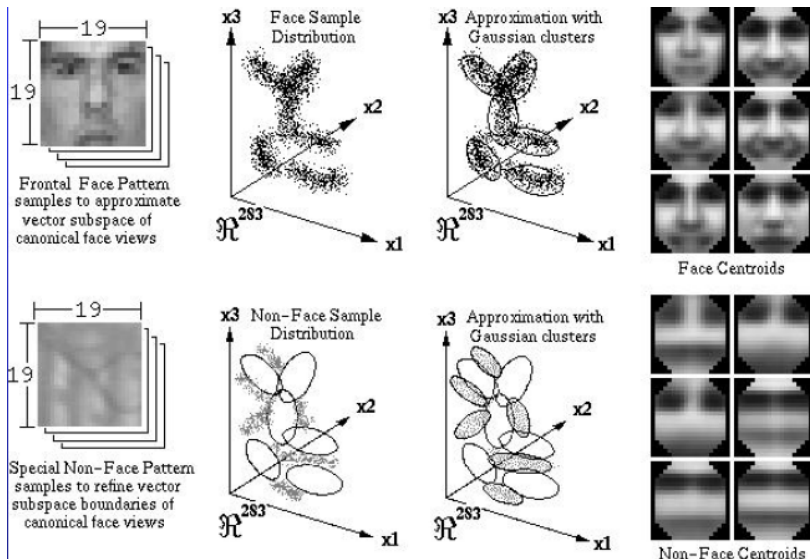 19
19
Frontal Face Pattern
samples to approximate
vector subspace of
canonical face views
x3
Face Sample
Distribution
x2
ℜ283
x1
x3
Approximation with
Gaussian clusters
x2
ℜ283
x1
Face Centroids
19
19
Special Non-Face Pattern
samples to refine vector
subspace boundaries of
canonical face views
x3
Non-Face Sample
Distribution
x2
ℜ283
x1
x3
Approximation with
Gaussian clusters
x2
ℜ283
x1
Non-Face Centroids